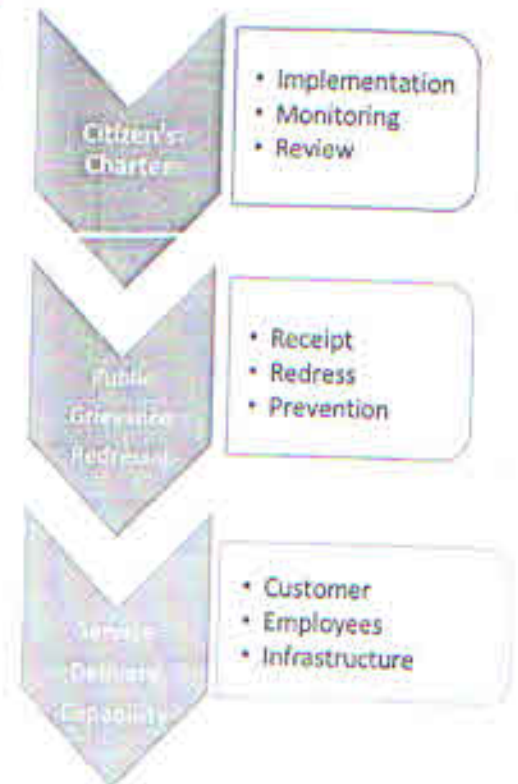 Citizen's
Charter
• Implementation
• Monitoring
• Review
Public
Grievance
Redressal
• Receipt
• Redress
• Prevention
Service
Delivery
Capability
• Customer
• Employees
• Infrastructure